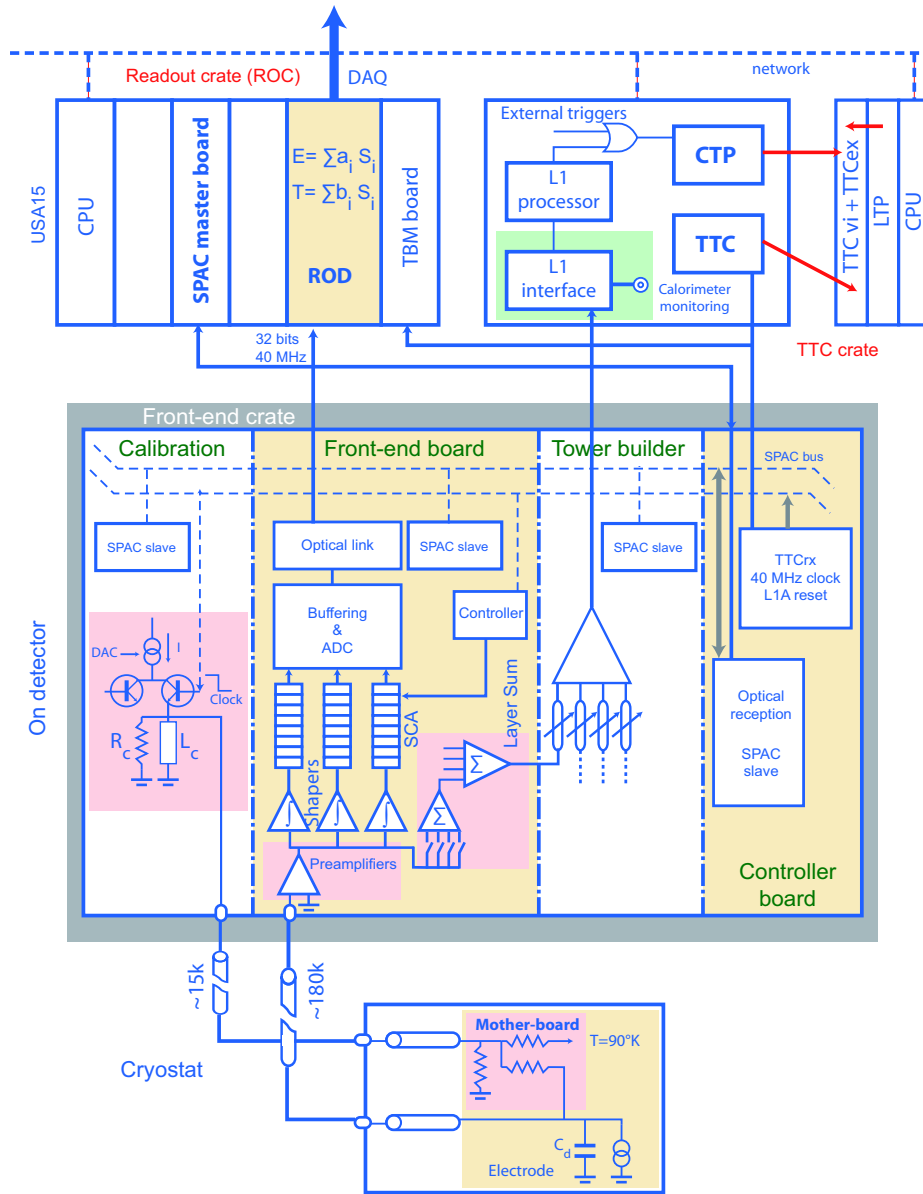 DAQ
network
Readout crate (ROC)
USA15
CPU
SPAC master board
E= ∑a_i S_i
T= ∑b_i S_i
ROD
TBM board
External triggers
CTP
L1
processor
TTC
L1
interface
Calorimeter
monitoring
TTC vi + TTCex
LTP
CPU
TTC crate
32 bits
40 MHz
Front-end crate
Calibration
Front-end board
Tower builder
SPAC bus
SPAC slave
Optical link
SPAC slave
SPAC slave
TTCrx
40 MHz clock
L1A reset
Buffering
&
ADC
Controller
On detector
DAC
I
Clock
R_c
L_c
SCA
Layer Sum
Optical
reception
SPAC
slave
Shapers
∫
∫
∫
∑
∑
Preamplifiers
Controller
board
~15k
~180k
Cryostat
Mother-board
T=90°K
C_d
Electrode